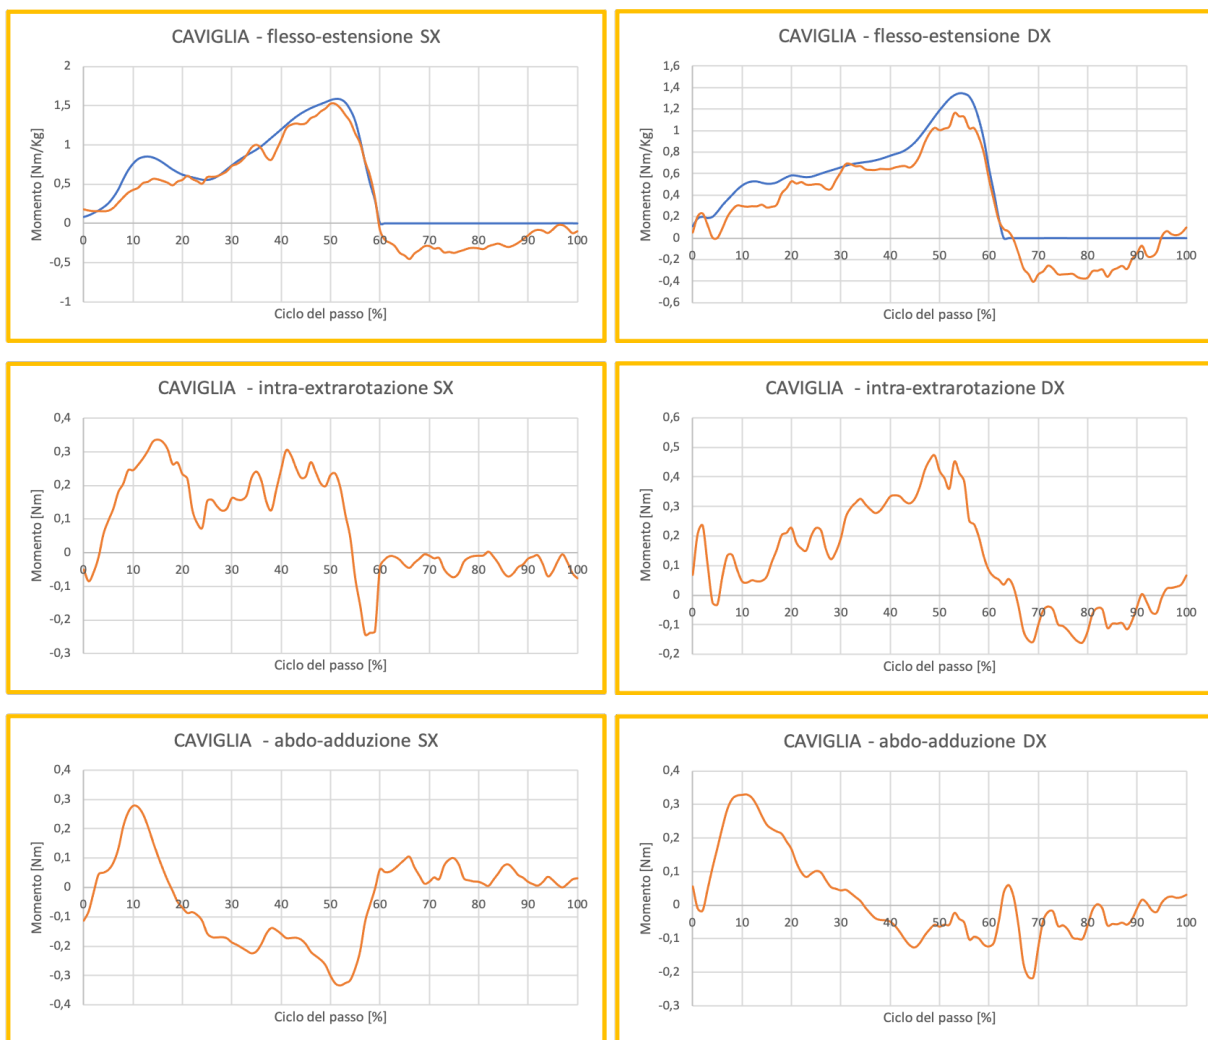 CAVIGLIA - flesso-estensione SX
2
1,5
1
0,5
0
-0,5
-1
Momento [Nm/Kg]
0 10 20 30 40 50 60 70 80 90 100
Ciclo del passo [%]
CAVIGLIA - flesso-estensione DX
1,6
1,4
1,2
1
0,8
0,6
0,4
0,2
0
-0,2
-0,4
-0,6
Momento [Nm/Kg]
0 10 20 30 40 50 60 70 80 90 100
Ciclo del passo [%]
CAVIGLIA - intra-extrarotazione SX
0,4
0,3
0,2
0,1
0
-0,1
-0,2
-0,3
Momento [Nm]
0 10 20 30 40 50 60 70 80 90 100
Ciclo del passo [%]
CAVIGLIA - intra-extrarotazione DX
0,6
0,5
0,4
0,3
0,2
0,1
0
-0,1
-0,2
Momento [Nm]
0 10 20 30 40 50 60 70 80 90 100
Ciclo del passo [%]
CAVIGLIA - abdo-adduzione SX
0,4
0,3
0,2
0,1
0
-0,1
-0,2
-0,3
-0,4
Momento [Nm]
0 10 20 30 40 50 60 70 80 90 100
Ciclo del passo [%]
CAVIGLIA - abdo-adduzione DX
0,4
0,3
0,2
0,1
0
-0,1
-0,2
-0,3
Momento [Nm]
0 10 20 30 40 50 60 70 80 90 100
Ciclo del passo [%]